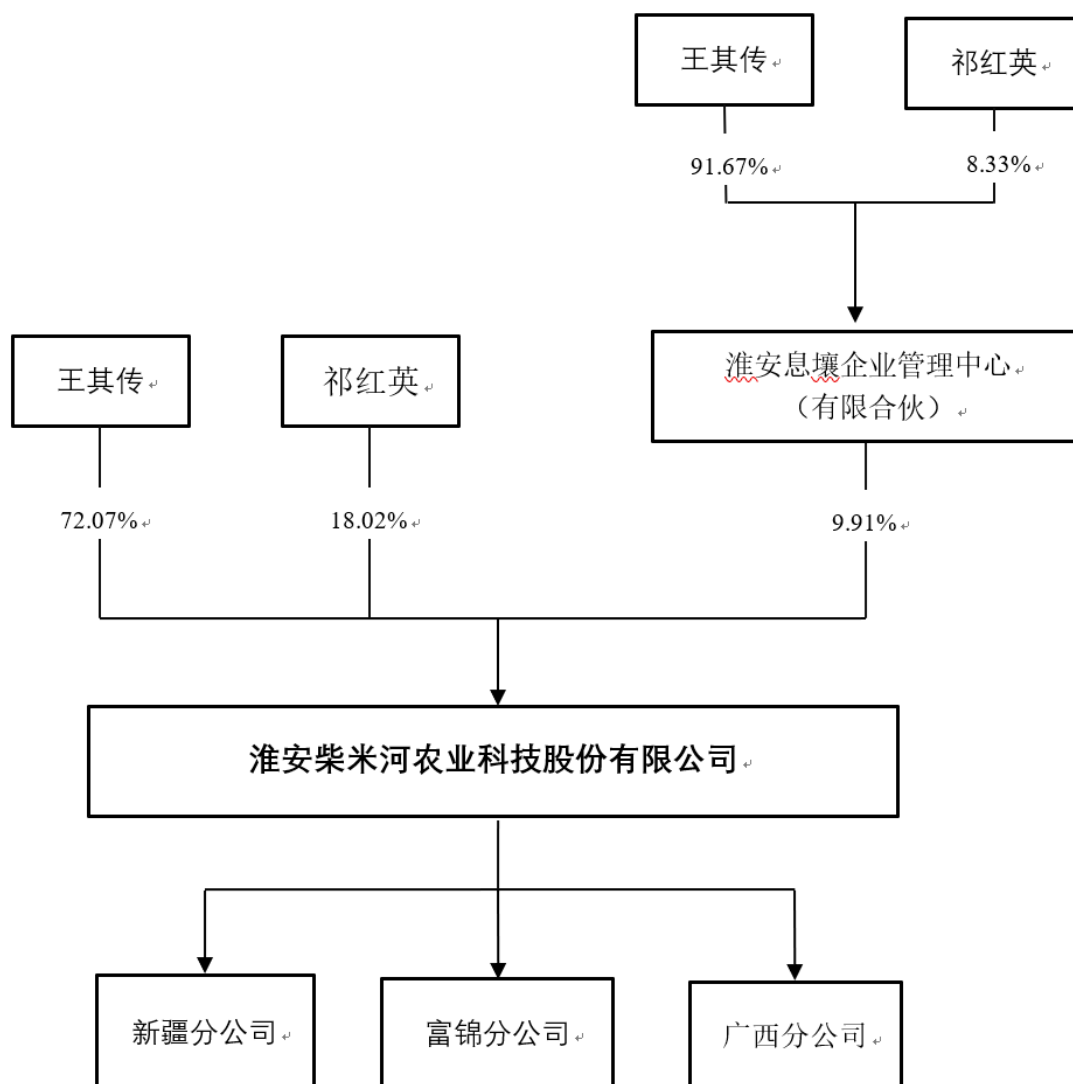 王其传
祁红英
91.67%
8.33%
王其传
祁红英
淮安息壤企业管理中心
（有限合伙）
72.07%
18.02%
9.91%
淮安柴米河农业科技股份有限公司
新疆分公司
富锦分公司
广西分公司